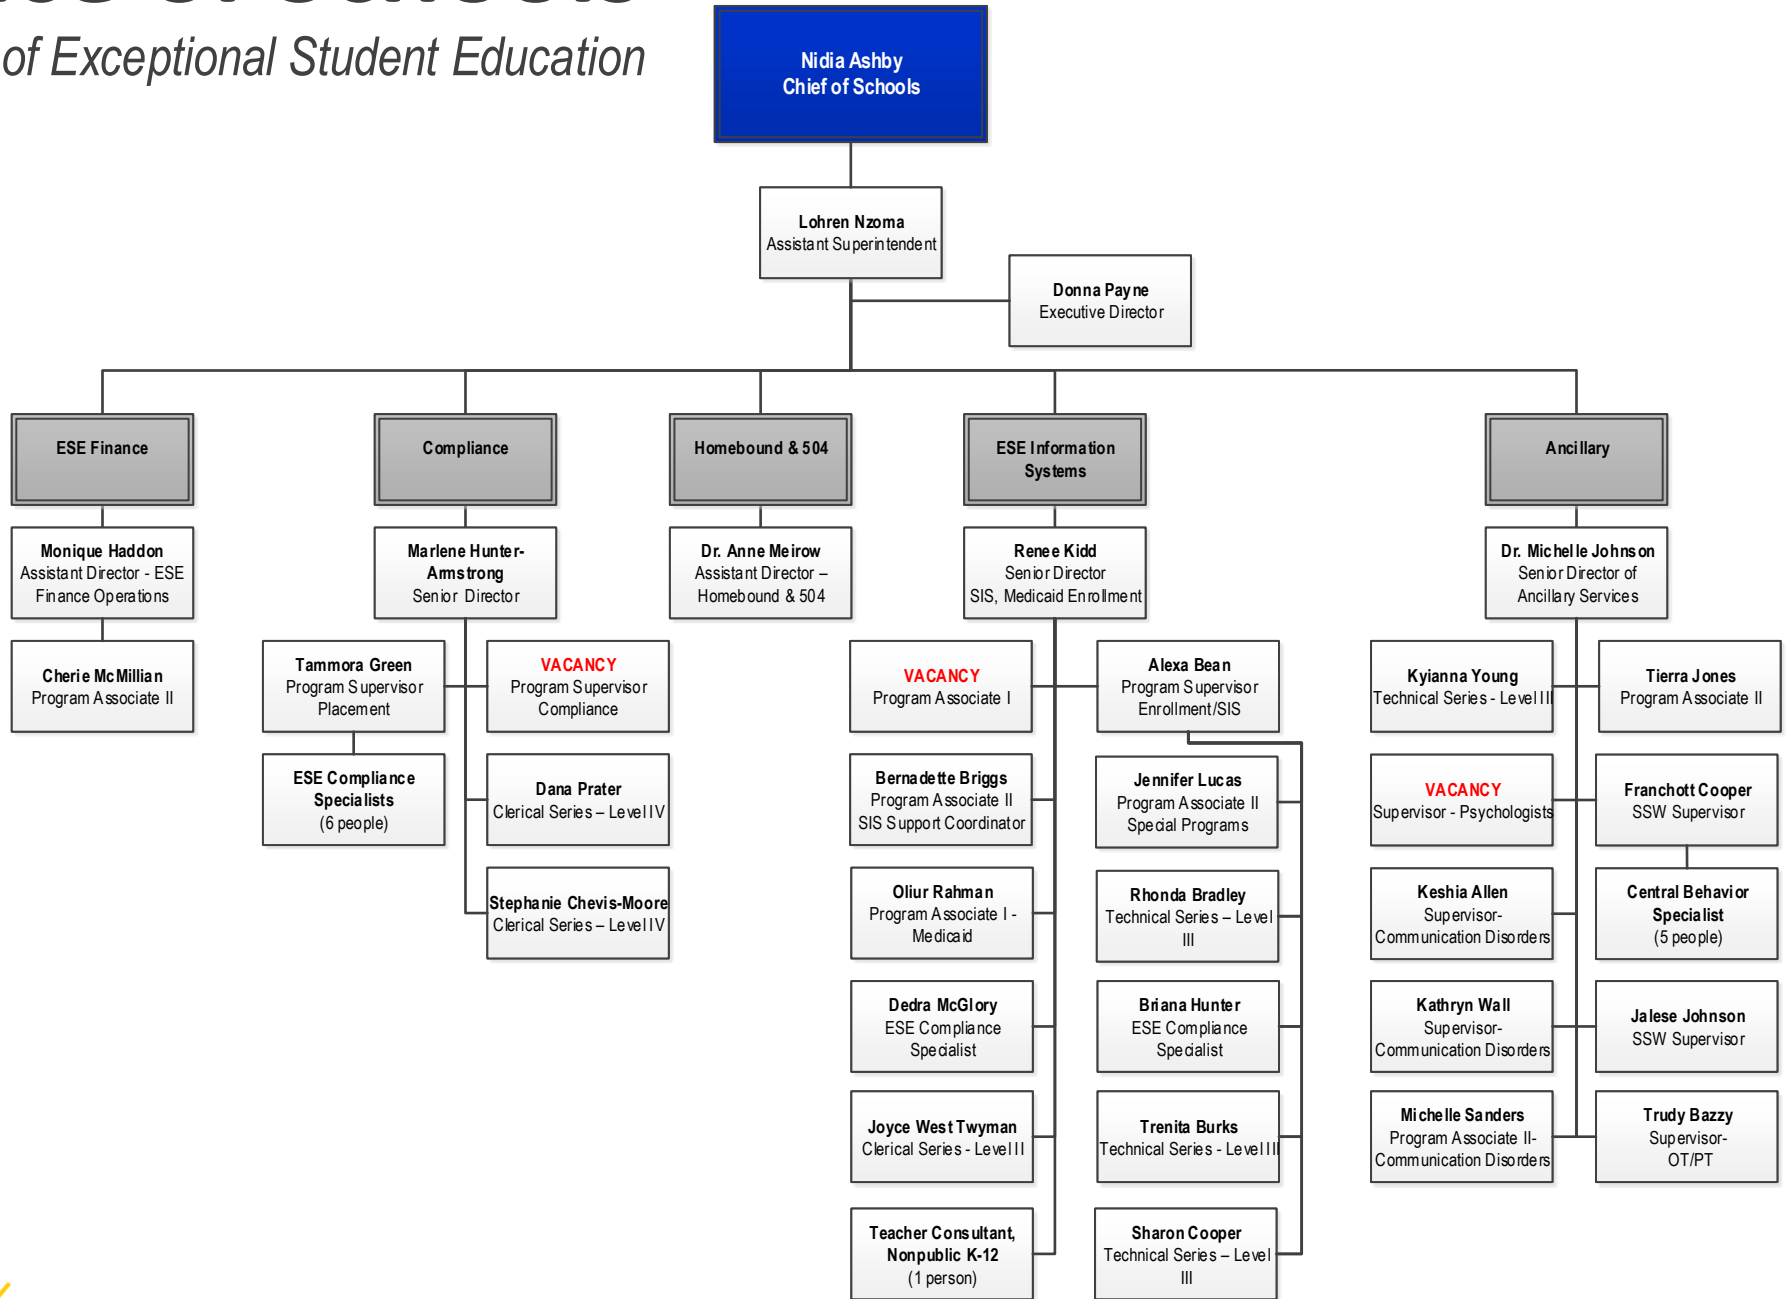 of Exceptional Student Education
Nidia Ashby
Chief of Schools
Lohren Nzoma
Assistant Superintendent
Donna Payne
Executive Director
ESE Finance
Compliance
Homebound & 504
ESE Information
Systems
Ancillary
Monique Haddon
Assistant Director - ESE
Finance Operations
Marlene Hunter-
Armstrong
Senior Director
Dr. Anne Meirow
Assistant Director –
Homebound & 504
Renee Kidd
Senior Director
SIS, Medicaid Enrollment
Dr. Michelle Johnson
Senior Director of
Ancillary Services
Cherie McMillian
Program Associate II
Tammora Green
Program Supervisor
Placement
VACANCY
Program Supervisor
Compliance
VACANCY
Program Associate I
Alexa Bean
Program Supervisor
Enrollment/SIS
Kyianna Young
Technical Series - Level III
Tierra Jones
Program Associate II
ESE Compliance
Specialists
(6 people)
Dana Prater
Clerical Series – Level IV
Bernadette Briggs
Program Associate II
SIS Support Coordinator
Jennifer Lucas
Program Associate II
Special Programs
VACANCY
Supervisor - Psychologists
Franchott Cooper
SSW Supervisor
Stephanie Chevis-Moore
Clerical Series – Level IV
Oliur Rahman
Program Associate I -
Medicaid
Rhonda Bradley
Technical Series – Level
III
Keshia Allen
Supervisor-
Communication Disorders
Central Behavior
Specialist
(5 people)
Dedra McGlory
ESE Compliance
Specialist
Briana Hunter
ESE Compliance
Specialist
Kathryn Wall
Supervisor-
Communication Disorders
Jalese Johnson
SSW Supervisor
Joyce West Twyman
Clerical Series - Level II
Trenita Burks
Technical Series - Level III
Michelle Sanders
Program Associate II-
Communication Disorders
Trudy Bazzy
Supervisor-
OT/PT
Teacher Consultant,
Nonpublic K-12
(1 person)
Sharon Cooper
Technical Series – Level
III